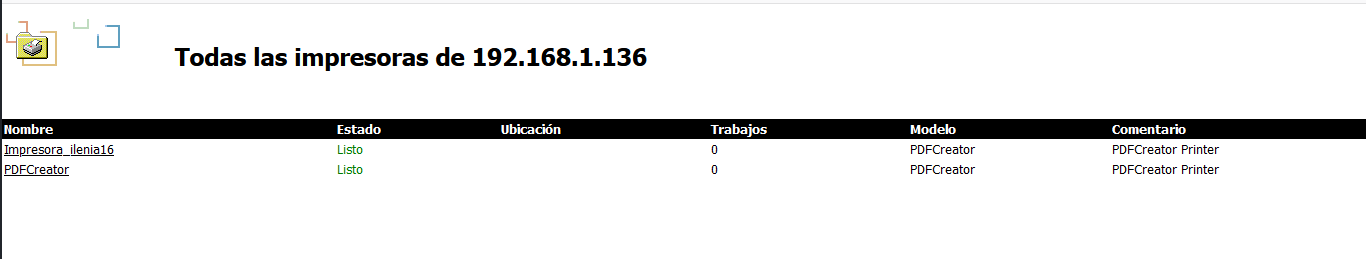 Todas las impresoras de 192.168.1.136
Nombre Estado Ubicación Trabajos Modelo Comentario
Impresora_ilenia16 Listo 0 PDFCreator PDFCreator Printer
PDFCreator Listo 0 PDFCreator PDFCreator Printer